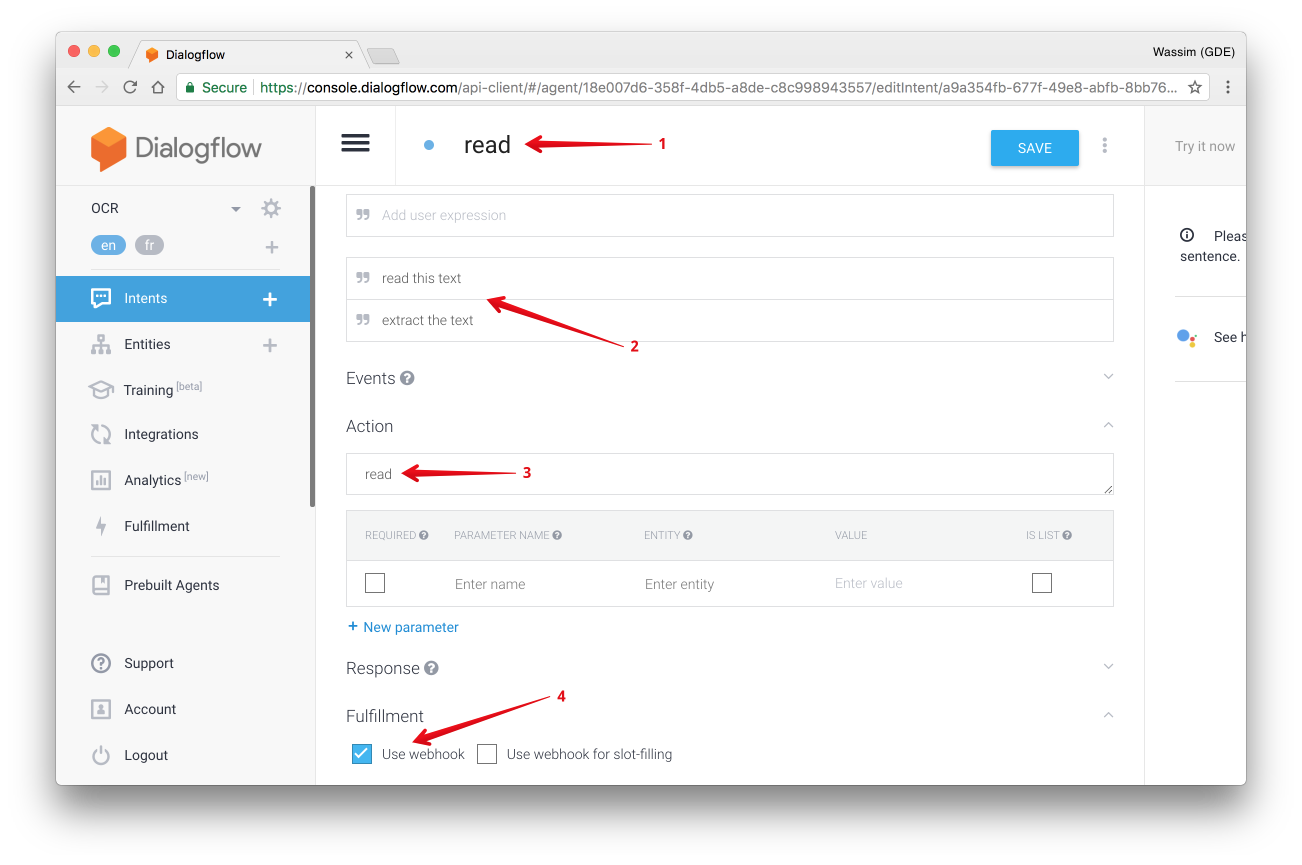 Dialogflow
Wassim (GDE)
Secure https://console.dialogflow.com/api-client/#/agent/18e007d6-358f-4db5-a8de-c8c998943557/editIntent/a9a354fb-677f-49e8-abfb-8bb76...
Dialogflow
read
1
SAVE
Try it now
OCR
en fr
Intents
Entities
Training [beta]
Integrations
Analytics [new]
Fulfillment
Prebuilt Agents
Support
Account
Logout
Add user expression
read this text
extract the text
2
Events
Action
read
3
REQUIRED PARAMETER NAME ENTITY VALUE IS LIST
Enter name Enter entity Enter value
+ New parameter
Response
4
Fulfillment
Use webhook Use webhook for slot-filling
Pleas
sentence.
See h